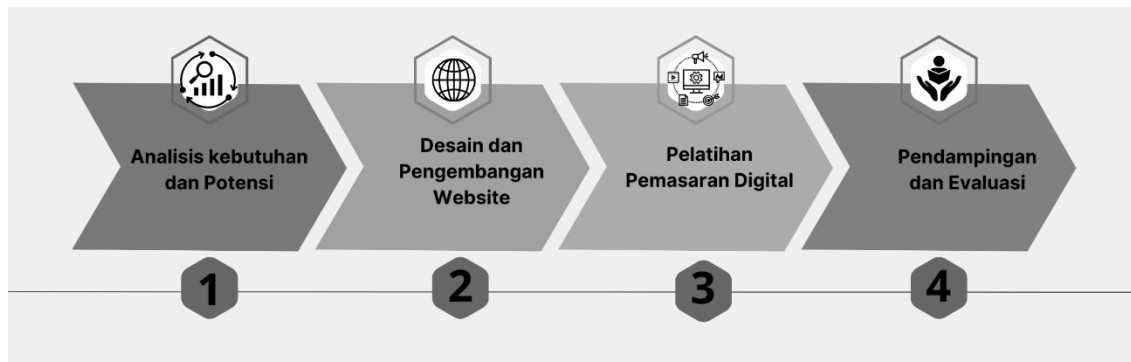 Analisis kebutuhan
dan Potensi
Desain dan
Pengembangan
Website
Pelatihan
Pemasaran Digital
Pendampingan
dan Evaluasi
1
2
3
4